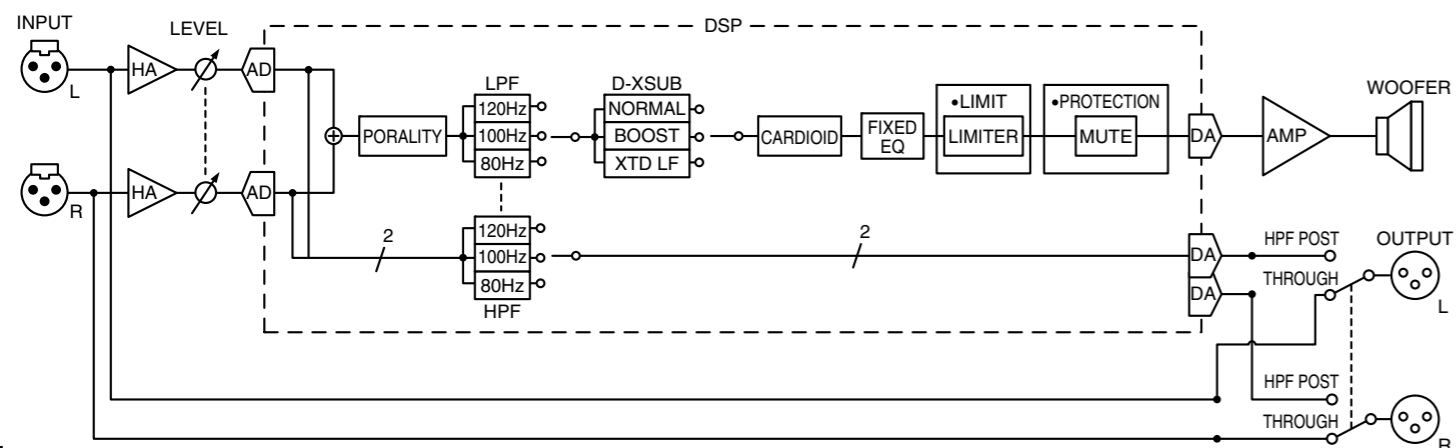 DSP
INPUT
LEVEL
L
HA
AD
R
HA
AD
PORALITY
LPF
120Hz
100Hz
80Hz
D-XSUB
NORMAL
BOOST
XTD LF
CARDIOID
FIXED
EQ
•LIMIT
LIMITER
•PROTECTION
MUTE
DA
AMP
WOOFER
2
120Hz
100Hz
80Hz
HPF
2
DA
DA
HPF POST
THROUGH
OUTPUT
L
HPF POST
THROUGH
R